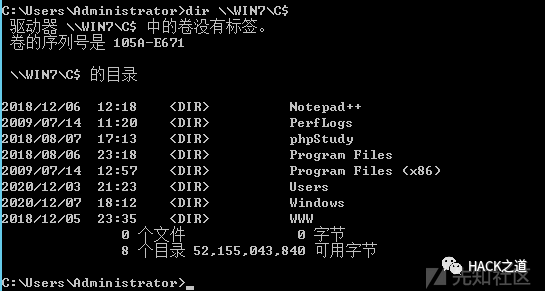 C:\Users\Administrator>dir \\WIN7\C$
 驱动器 \\WIN7\C$ 中的卷没有标签。
 卷的序列号是 105A-E671

 \\WIN7\C$ 的目录

2018/12/06  12:18    <DIR>          Notepad++
2009/07/14  11:20    <DIR>          PerfLogs
2018/08/07  17:13    <DIR>          phpStudy
2018/08/06  23:18    <DIR>          Program Files
2009/07/14  12:57    <DIR>          Program Files (x86)
2020/12/03  21:23    <DIR>          Users
2020/12/07  18:12    <DIR>          Windows
2018/12/05  23:35    <DIR>          WWW
               0 个文件              0 字节
               8 个目录 52,155,043,840 可用字节

C:\Users\Administrator>
HACK之道
先知社区